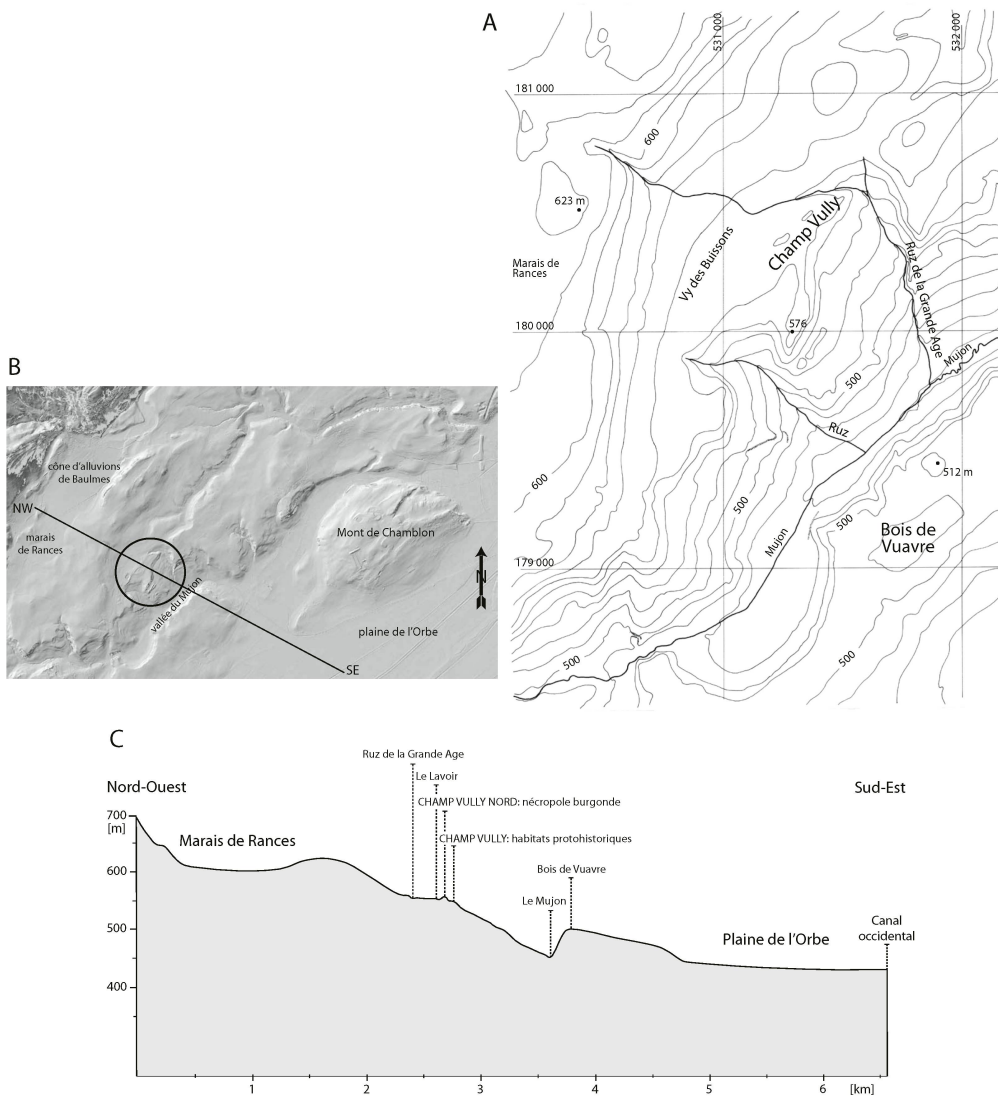 A
531 000
532 000
181 000
600
623 m
Champ Vully
Vy des Buissons
Marais de
Rances
Ruz de la Grande Age
180 000
576
Mujon
500
Ruz
512 m
600
500
500
Bois de
Vuavre
Mujon
179 000
500
500
B
cône d'alluvions
de Baulmes
NW
marais
de Rances
Mont de Chamblon
N
vallée du Mujon
plaine de l'Orbe
SE
C
Ruz de la Grande Age
Nord-Ouest
Le Lavoir
Sud-Est
CHAMP VULLY NORD: nécropole burgonde
700
[m]
Marais de Rances
CHAMP VULLY: habitats protohistoriques
600
Bois de Vuavre
Le Mujon
500
Plaine de l'Orbe
Canal
occidental
400
1
2
3
4
5
6
[km]